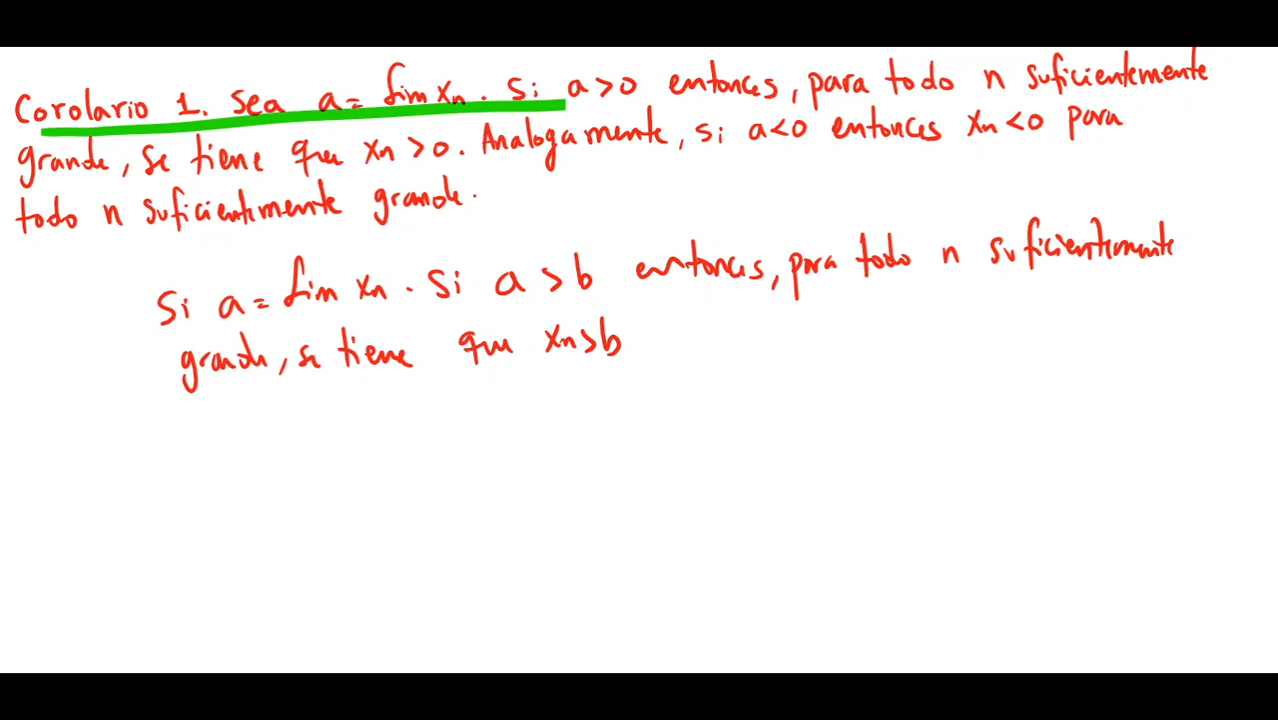 Corolario 1. Sea a = lim xn. Si a>0 entonces, para todo n suficientemente
grande, se tiene que xn >0. Analogamente, si a<0 entonces xn<0 para
todo n suficientemente grande.
Si a= lim xn. Si a > b entonces, para todo n suficientemente
grande, se tiene que xn>b